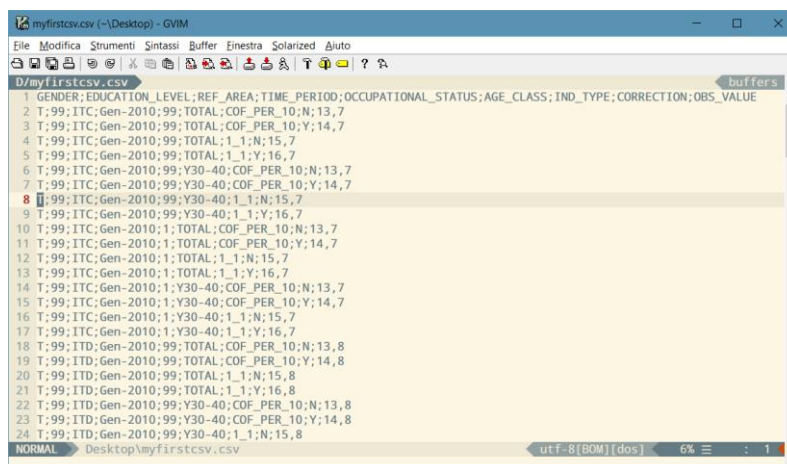 myfirstcsv.csv (~\Desktop) - GVIM
File Modifica Strumenti Sintassi Buffer Finestra Solarized Aiuto
D/myfirstcsv.csv buffers
1 GENDER;EDUCATION_LEVEL;REF_AREA;TIME_PERIOD;OCCUPATIONAL_STATUS;AGE_CLASS;IND_TYPE;CORRECTION;OBS_VALUE
2 T;99;ITC;Gen-2010;99;TOTAL;COF_PER_10;N;13,7
3 T;99;ITC;Gen-2010;99;TOTAL;COF_PER_10;Y;14,7
4 T;99;ITC;Gen-2010;99;TOTAL;1_1;N;15,7
5 T;99;ITC;Gen-2010;99;TOTAL;1_1;Y;16,7
6 T;99;ITC;Gen-2010;99;Y30-40;COF_PER_10;N;13,7
7 T;99;ITC;Gen-2010;99;Y30-40;COF_PER_10;Y;14,7
8 T;99;ITC;Gen-2010;99;Y30-40;1_1;N;15,7
9 T;99;ITC;Gen-2010;99;Y30-40;1_1;Y;16,7
10 T;99;ITC;Gen-2010;1;TOTAL;COF_PER_10;N;13,7
11 T;99;ITC;Gen-2010;1;TOTAL;COF_PER_10;Y;14,7
12 T;99;ITC;Gen-2010;1;TOTAL;1_1;N;15,7
13 T;99;ITC;Gen-2010;1;TOTAL;1_1;Y;16,7
14 T;99;ITC;Gen-2010;1;Y30-40;COF_PER_10;N;13,7
15 T;99;ITC;Gen-2010;1;Y30-40;COF_PER_10;Y;14,7
16 T;99;ITC;Gen-2010;1;Y30-40;1_1;N;15,7
17 T;99;ITC;Gen-2010;1;Y30-40;1_1;Y;16,7
18 T;99;ITD;Gen-2010;99;TOTAL;COF_PER_10;N;13,8
19 T;99;ITD;Gen-2010;99;TOTAL;COF_PER_10;Y;14,8
20 T;99;ITD;Gen-2010;99;TOTAL;1_1;N;15,8
21 T;99;ITD;Gen-2010;99;TOTAL;1_1;Y;16,8
22 T;99;ITD;Gen-2010;99;Y30-40;COF_PER_10;N;13,8
23 T;99;ITD;Gen-2010;99;Y30-40;COF_PER_10;Y;14,8
24 T;99;ITD;Gen-2010;99;Y30-40;1_1;N;15,8
NORMAL Desktop\myfirstcsv.csv utf-8[BOM][dos] 6% ☰ : 1